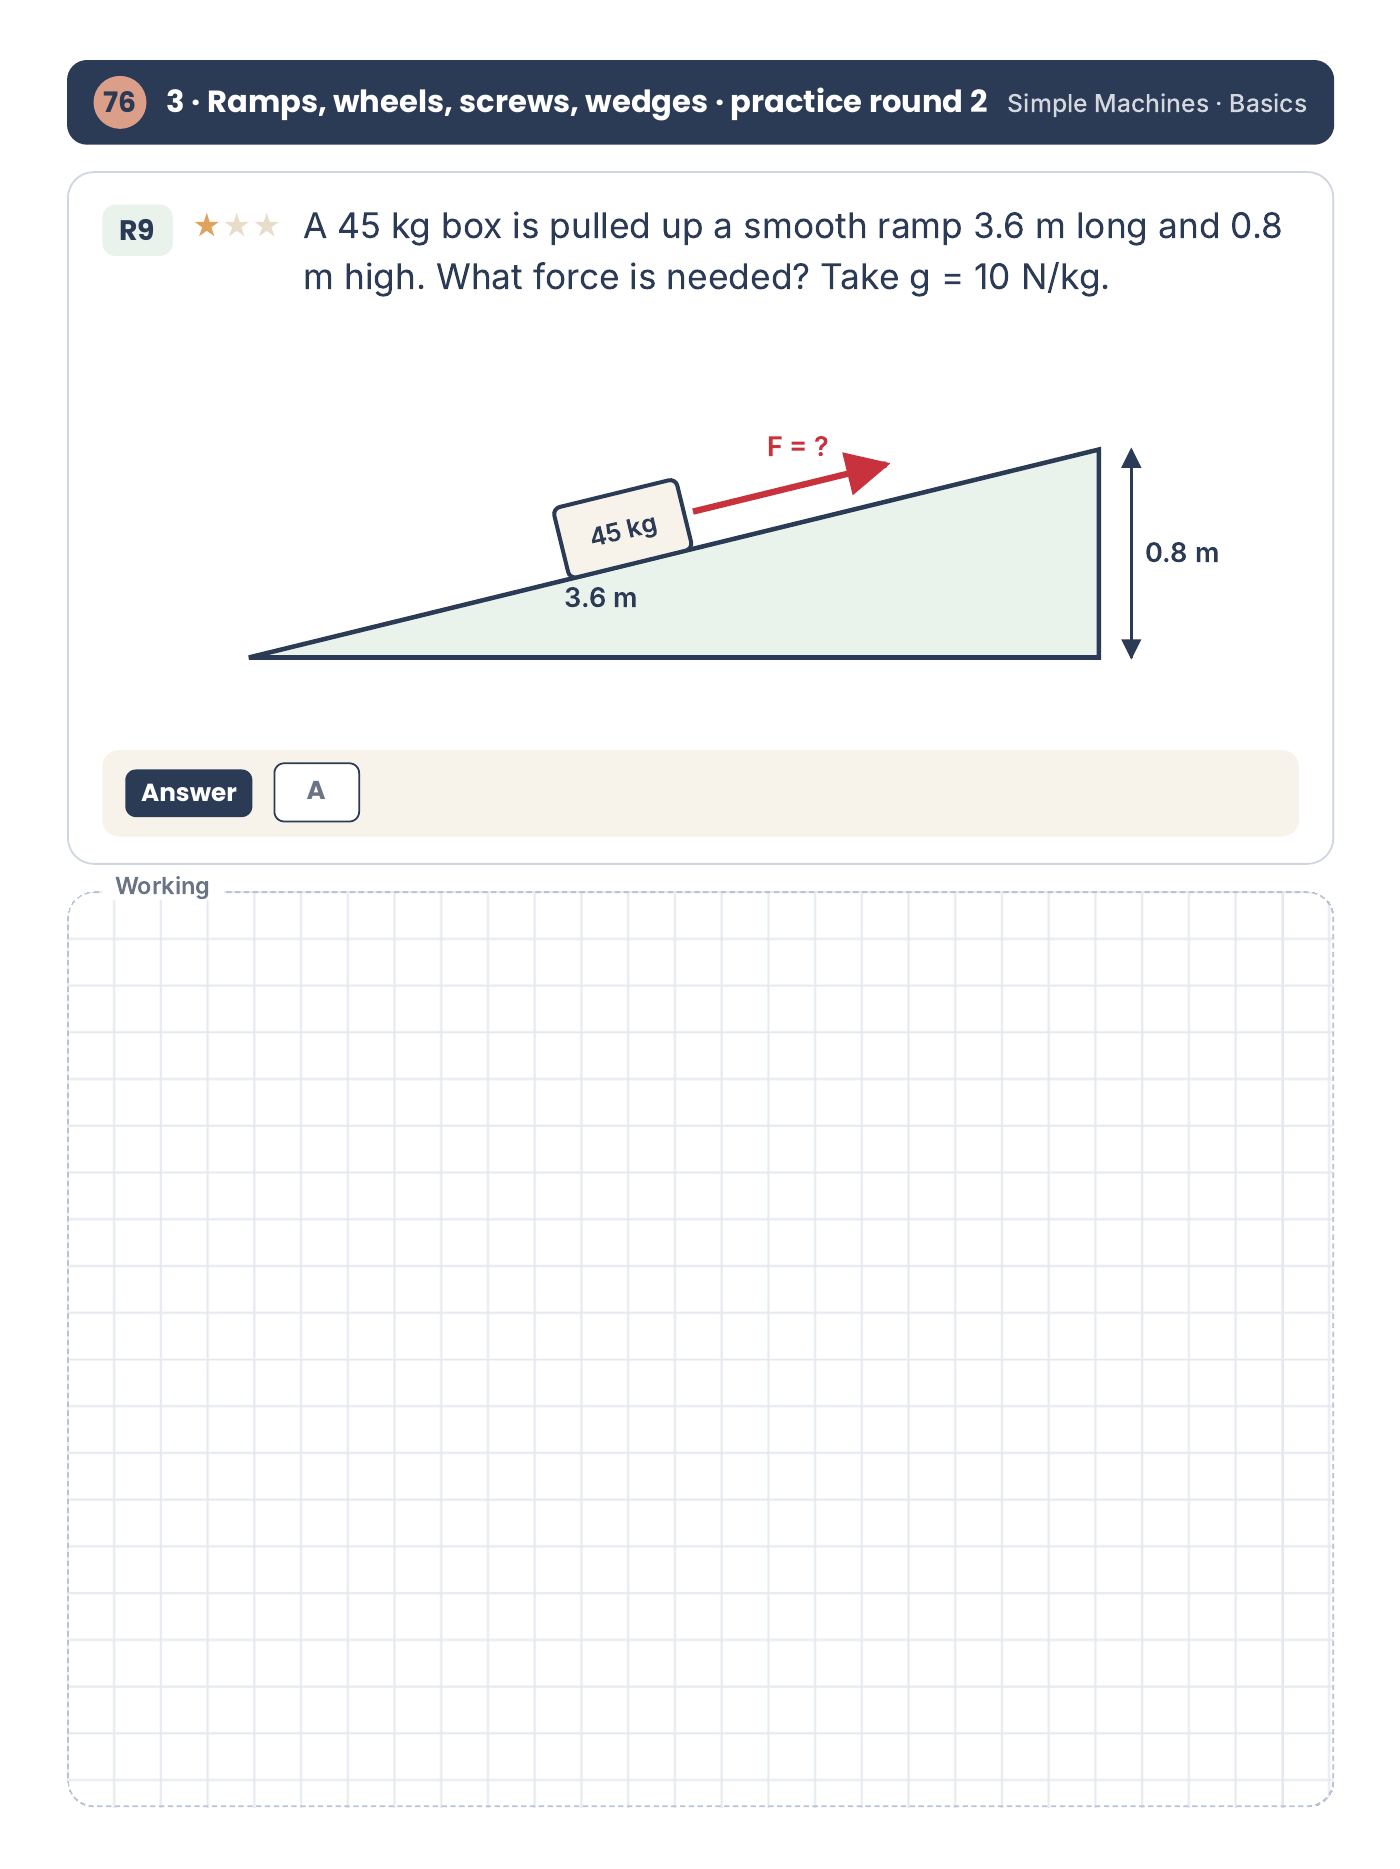 76 3 · Ramps, wheels, screws, wedges · practice round 2 Simple Machines · Basics
R9 ★★★ A 45 kg box is pulled up a smooth ramp 3.6 m long and 0.8
m high. What force is needed? Take g = 10 N/kg.
F = ?
45 kg
0.8 m
3.6 m
Answer A
Working